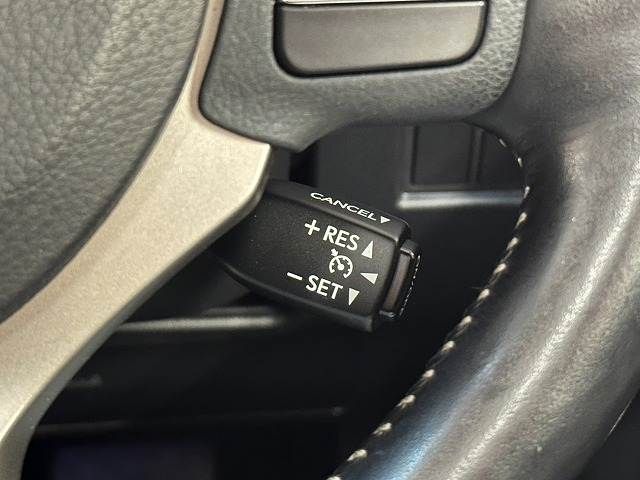 CANCEL▼
+ RES ▲
◀
− SET ▼